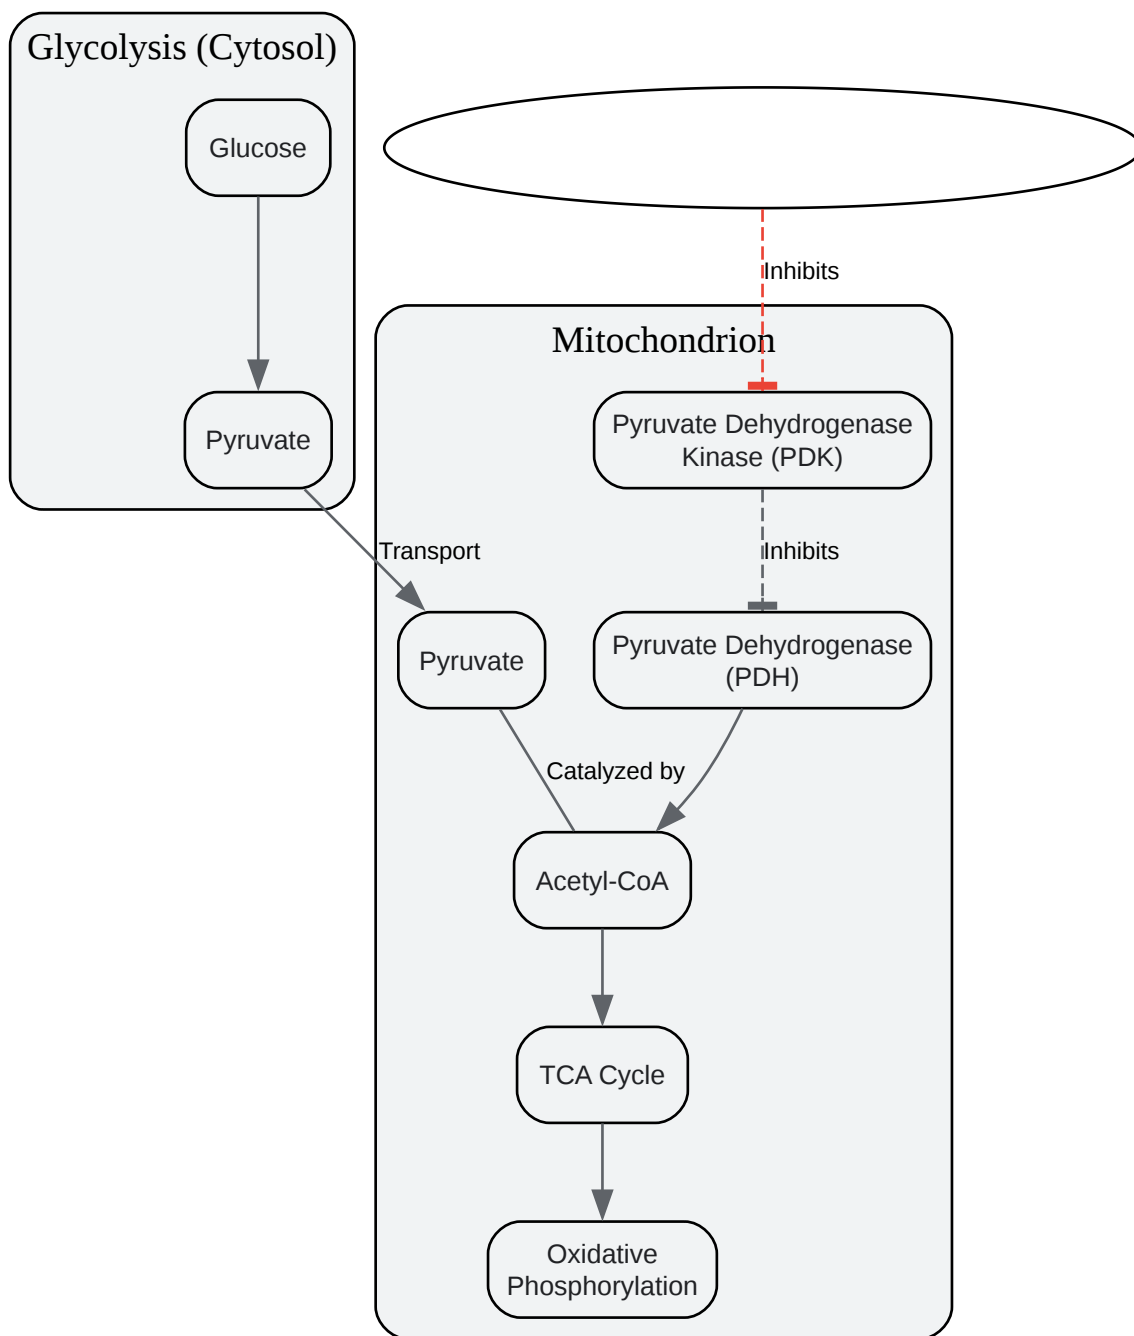 Glycolysis (Cytosol)
Glucose
Inhibits
Mitochondrion
Pyruvate
Pyruvate Dehydrogenase
Kinase (PDK)
Transport
Inhibits
Pyruvate
Pyruvate Dehydrogenase
(PDH)
Catalyzed by
Acetyl-CoA
TCA Cycle
Oxidative
Phosphorylation